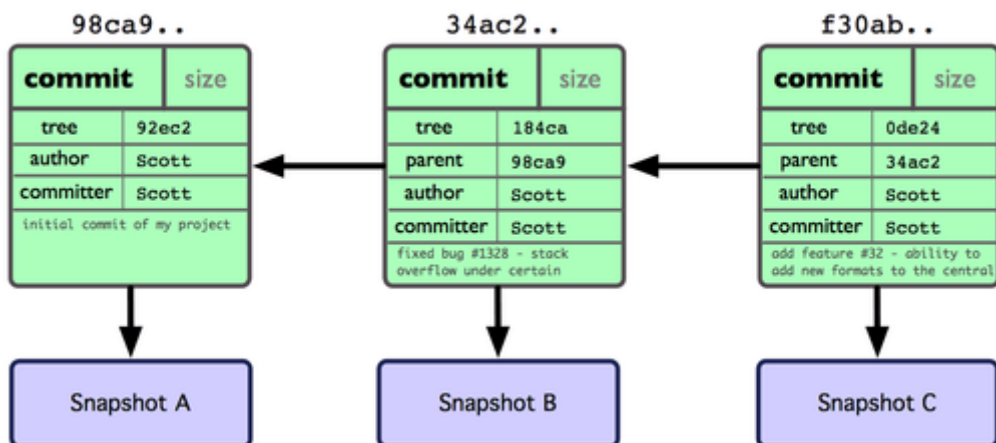 98ca9..
34ac2..
f30ab..
commit size
tree 92ec2
author Scott
committer Scott
initial commit of my project
commit size
tree 184ca
parent 98ca9
author Scott
committer Scott
fixed bug #1328 - stack
overflow under certain
commit size
tree 0de24
parent 34ac2
author Scott
committer Scott
add feature #32 - ability to
add new formats to the central
Snapshot A
Snapshot B
Snapshot C